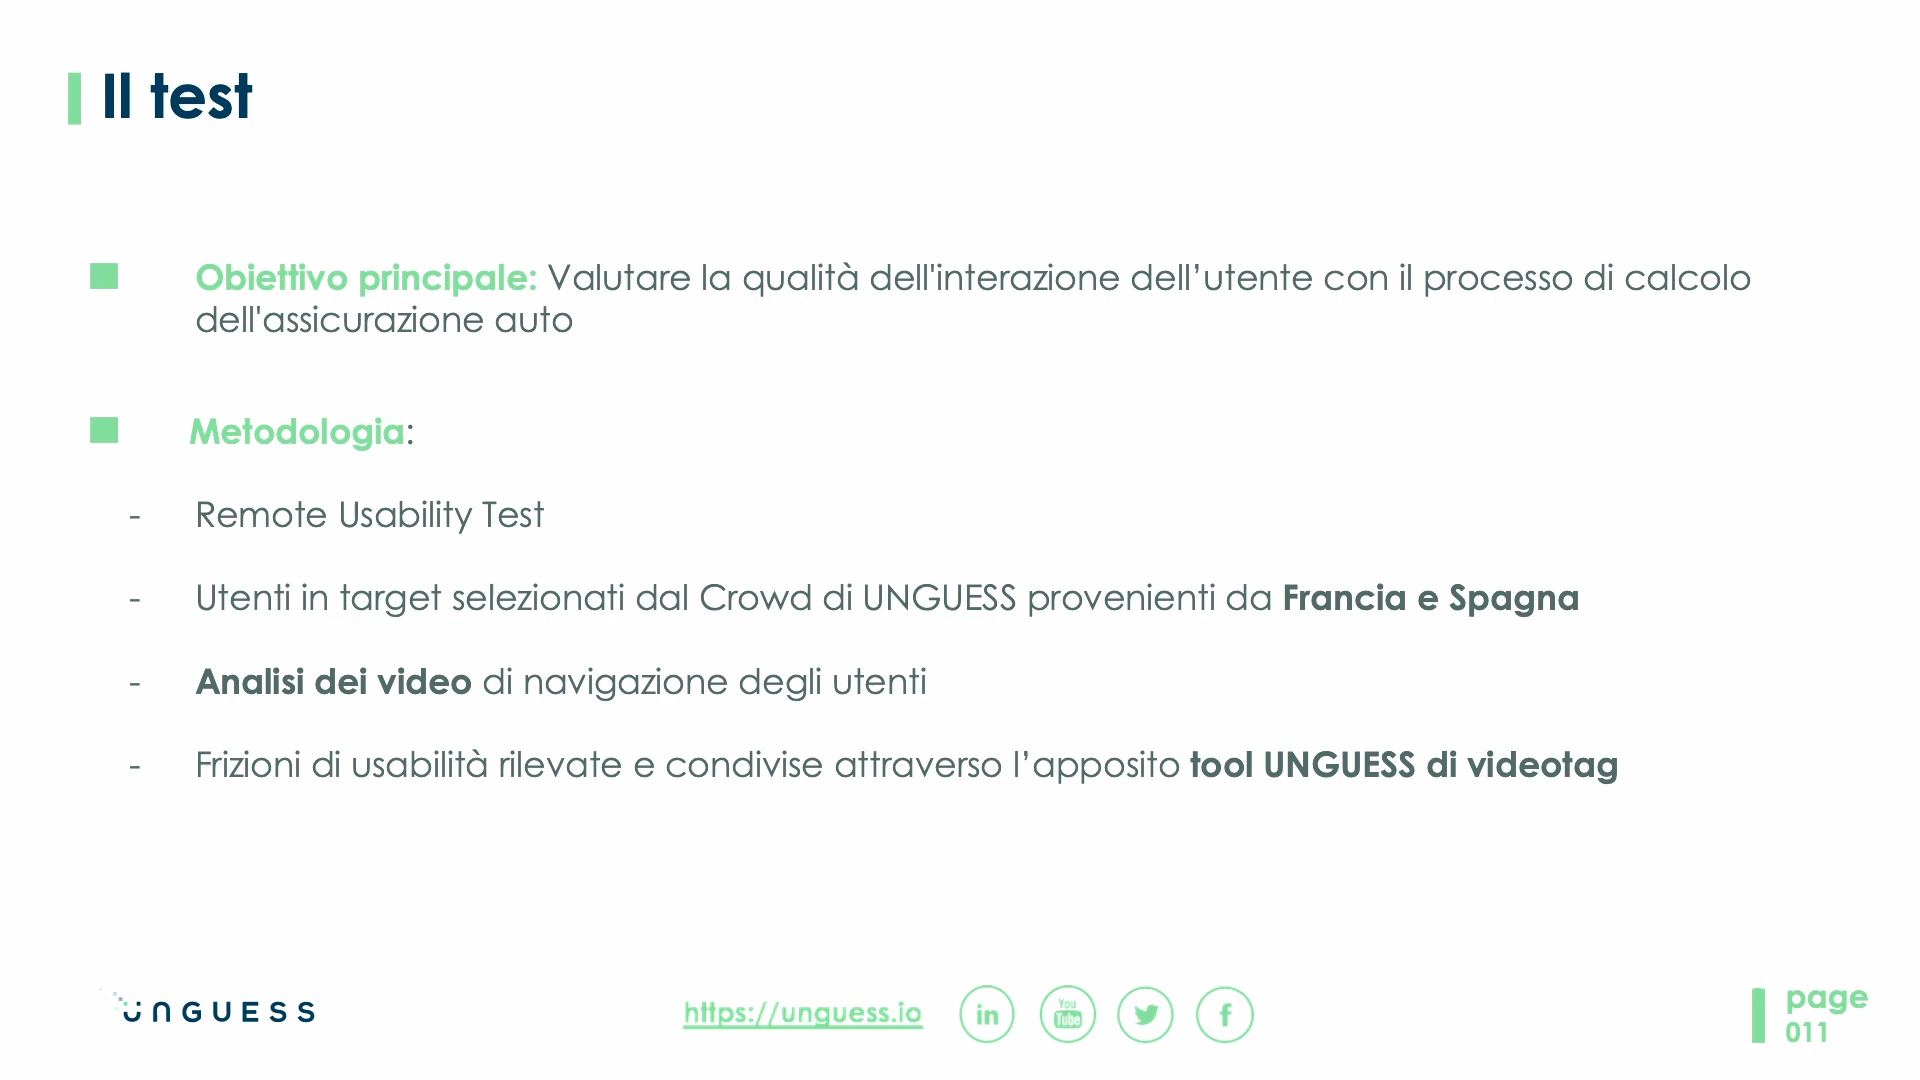 Il test
Obiettivo principale: Valutare la qualità dell'interazione dell’utente con il processo di calcolo
dell'assicurazione auto
Metodologia:
- Remote Usability Test
- Utenti in target selezionati dal Crowd di UNGUESS provenienti da Francia e Spagna
- Analisi dei video di navigazione degli utenti
- Frizioni di usabilità rilevate e condivise attraverso l’apposito tool UNGUESS di videotag
UNGUESS
https://unguess.io
in
You
Tube
f
page
011